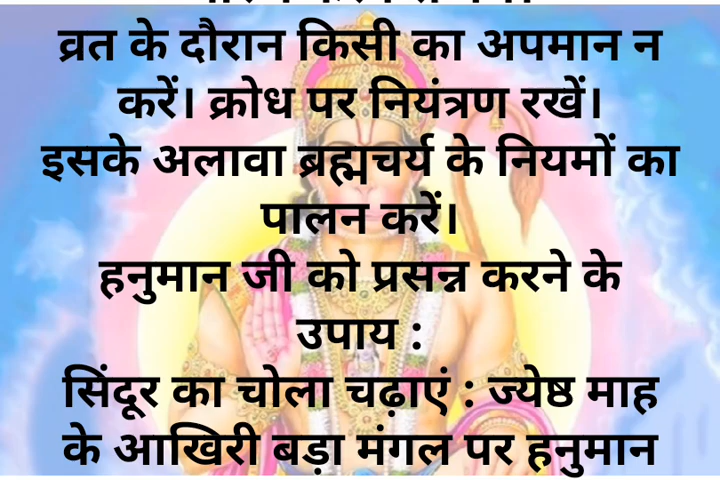 व्रत के दौरान किसी का अपमान न
करें। क्रोध पर नियंत्रण रखें।
इसके अलावा ब्रह्मचर्य के नियमों का
पालन करें।
हनुमान जी को प्रसन्न करने के
उपाय :
सिंदूर का चोला चढ़ाएं : ज्येष्ठ माह
के आखिरी बड़ा मंगल पर हनुमान